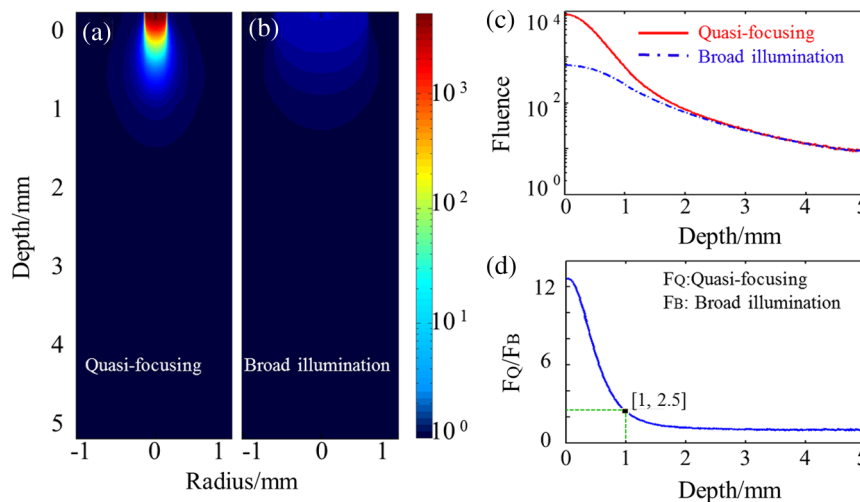 (a)
(b)
0
1
2
3
4
5
Depth/mm
Quasi-focusing
Broad illumination
-1
0
1
-1
0
1
Radius/mm
10^3
10^2
10^1
10^0
(c)
10^4
10^2
10^0
Fluence
Quasi-focusing
Broad illumination
0
1
2
3
4
5
Depth/mm
(d)
12
6
2
0
FQ/FB
FQ:Quasi-focusing
FB: Broad illumination
[1, 2.5]
0
1
2
3
4
5
Depth/mm